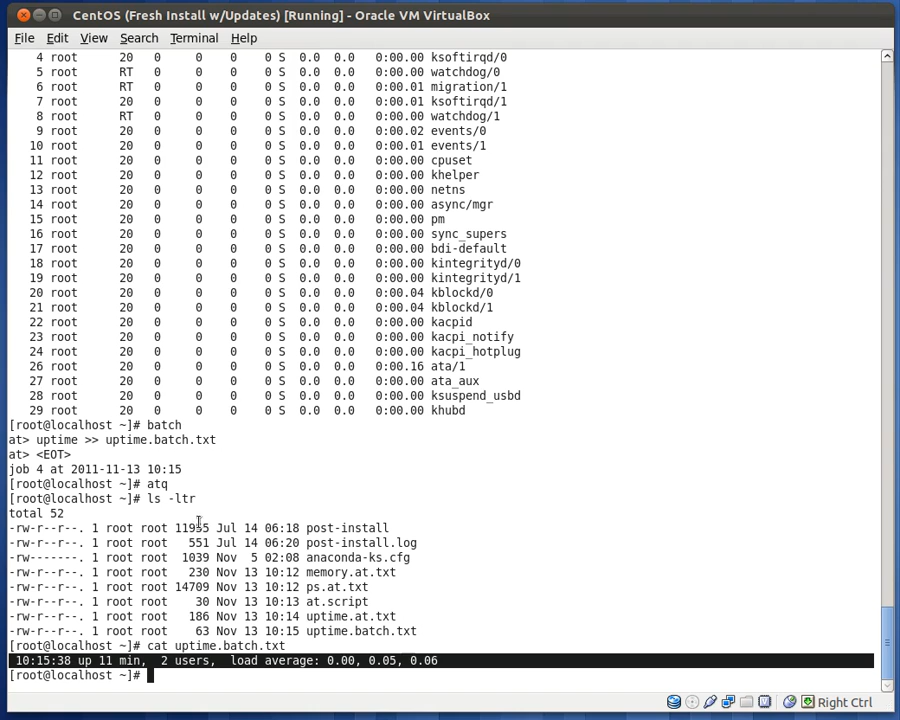 CentOS (Fresh Install w/Updates) [Running] - Oracle VM VirtualBox
File Edit View Search Terminal Help
4 root 20 0 0 0 0 S 0.0 0.0 0:00.00 ksoftirqd/0
5 root RT 0 0 0 0 S 0.0 0.0 0:00.00 watchdog/0
6 root RT 0 0 0 0 S 0.0 0.0 0:00.01 migration/1
7 root 20 0 0 0 0 S 0.0 0.0 0:00.01 ksoftirqd/1
8 root RT 0 0 0 0 S 0.0 0.0 0:00.00 watchdog/1
9 root 20 0 0 0 0 S 0.0 0.0 0:00.02 events/0
10 root 20 0 0 0 0 S 0.0 0.0 0:00.01 events/1
11 root 20 0 0 0 0 S 0.0 0.0 0:00.00 cpuset
12 root 20 0 0 0 0 S 0.0 0.0 0:00.00 khelper
13 root 20 0 0 0 0 S 0.0 0.0 0:00.00 netns
14 root 20 0 0 0 0 S 0.0 0.0 0:00.00 async/mgr
15 root 20 0 0 0 0 S 0.0 0.0 0:00.00 pm
16 root 20 0 0 0 0 S 0.0 0.0 0:00.00 sync_supers
17 root 20 0 0 0 0 S 0.0 0.0 0:00.00 bdi-default
18 root 20 0 0 0 0 S 0.0 0.0 0:00.00 kintegrityd/0
19 root 20 0 0 0 0 S 0.0 0.0 0:00.00 kintegrityd/1
20 root 20 0 0 0 0 S 0.0 0.0 0:00.04 kblockd/0
21 root 20 0 0 0 0 S 0.0 0.0 0:00.04 kblockd/1
22 root 20 0 0 0 0 S 0.0 0.0 0:00.00 kacpid
23 root 20 0 0 0 0 S 0.0 0.0 0:00.00 kacpi_notify
24 root 20 0 0 0 0 S 0.0 0.0 0:00.00 kacpi_hotplug
26 root 20 0 0 0 0 S 0.0 0.0 0:00.16 ata/1
27 root 20 0 0 0 0 S 0.0 0.0 0:00.00 ata_aux
28 root 20 0 0 0 0 S 0.0 0.0 0:00.00 ksuspend_usbd
29 root 20 0 0 0 0 S 0.0 0.0 0:00.00 khubd
[root@localhost ~]# batch
at> uptime >> uptime.batch.txt
at> <EOT>
job 4 at 2011-11-13 10:15
[root@localhost ~]# atq
[root@localhost ~]# ls -ltr
total 52
-rw-r--r--. 1 root root 11955 Jul 14 06:18 post-install
-rw-r--r--. 1 root root 551 Jul 14 06:20 post-install.log
-rw-------. 1 root root 1039 Nov 5 02:08 anaconda-ks.cfg
-rw-r--r--. 1 root root 230 Nov 13 10:12 memory.at.txt
-rw-r--r--. 1 root root 14709 Nov 13 10:12 ps.at.txt
-rw-r--r--. 1 root root 30 Nov 13 10:13 at.script
-rw-r--r--. 1 root root 186 Nov 13 10:14 uptime.at.txt
-rw-r--r--. 1 root root 63 Nov 13 10:15 uptime.batch.txt
[root@localhost ~]# cat uptime.batch.txt
10:15:38 up 11 min, 2 users, load average: 0.00, 0.05, 0.06
[root@localhost ~]#
Right Ctrl